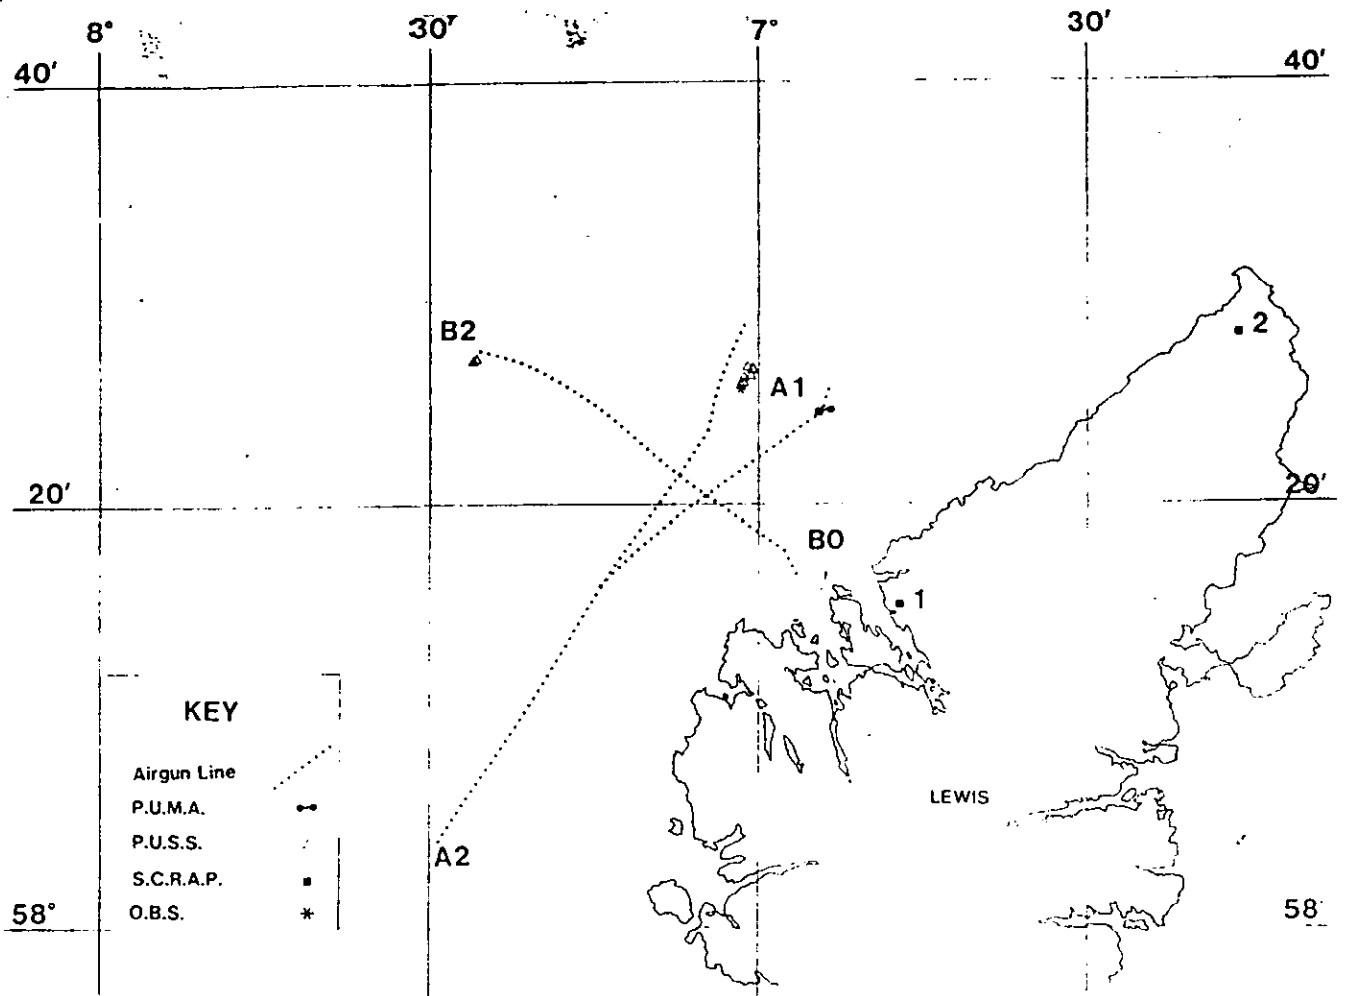 8° 30′ 7° 30′
40′ 40′
2
B2
A1
20′ 20′
B0
1
KEY
Airgun Line
LEWIS
P.U.M.A.
P.U.S.S.
A2
S.C.R.A.P.
O.B.S.
58° 58